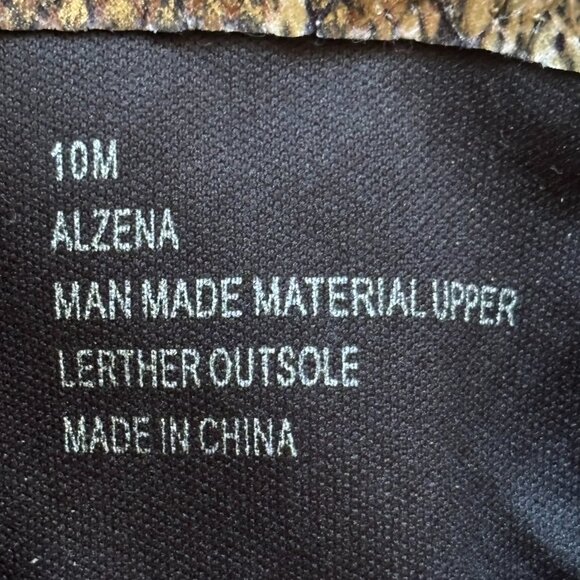 10M
ALZENA
MAN MADE MATERIAL UPPER
LERTHER OUTSOLE
MADE IN CHINA